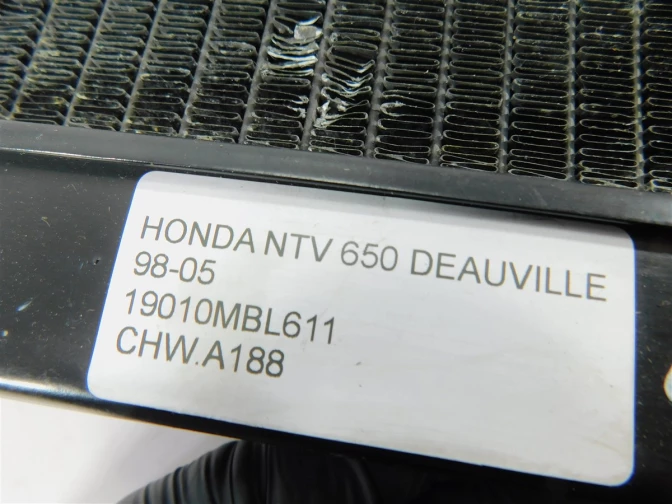 HONDA NTV 650 DEAUVILLE
98-05
19010MBL611
CHW.A188